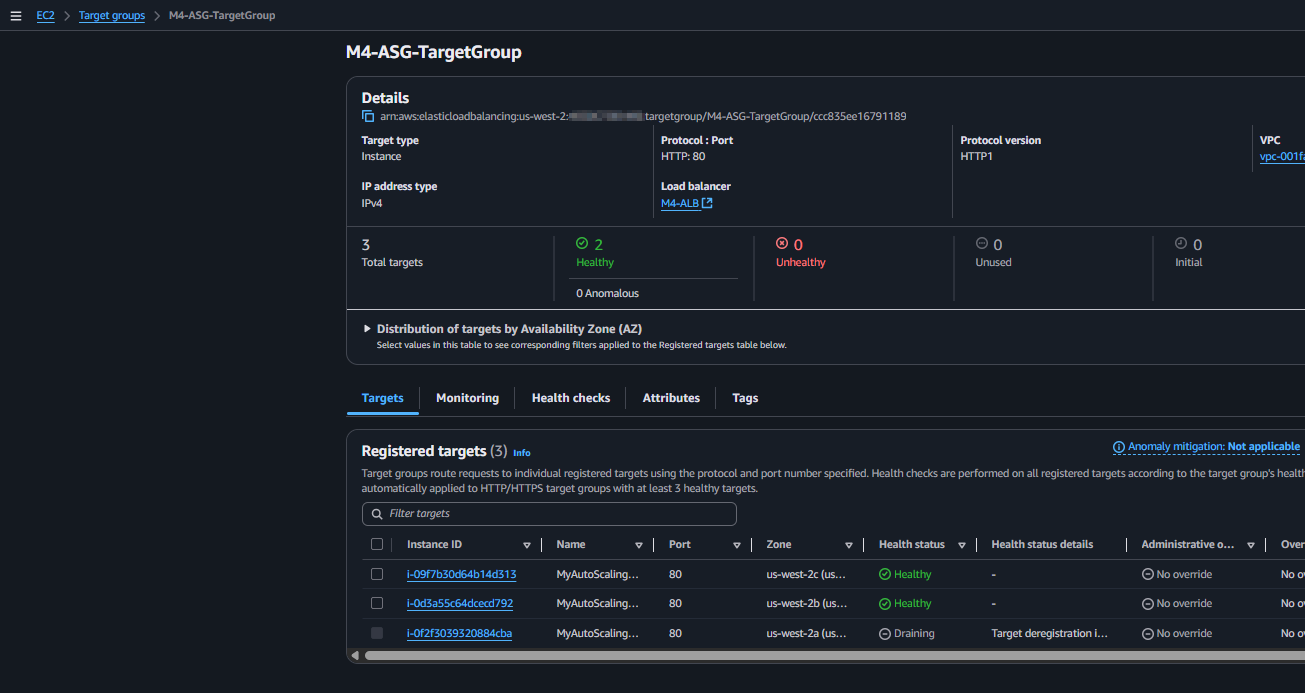 EC2 > Target groups > M4-ASG-TargetGroup
M4-ASG-TargetGroup
Details
arn:aws:elasticloadbalancing:us-west-2: :targetgroup/M4-ASG-TargetGroup/ccc835ee16791189
Target type
Instance
Protocol : Port
HTTP: 80
Protocol version
HTTP1
VPC
vpc-001fa
IP address type
IPv4
Load balancer
M4-ALB
3
Total targets
2
Healthy
0 Anomalous
0
Unhealthy
0
Unused
0
Initial
Distribution of targets by Availability Zone (AZ)
Select values in this table to see corresponding filters applied to the Registered targets table below.
Targets Monitoring Health checks Attributes Tags
Registered targets (3) Info
Anomaly mitigation: Not applicable
Target groups route requests to individual registered targets using the protocol and port number specified. Health checks are performed on all registered targets according to the target group's health
automatically applied to HTTP/HTTPS target groups with at least 3 healthy targets.
Filter targets
Instance ID Name Port Zone Health status Health status details Administrative o... Over
i-09f7b30d64b14d313 MyAutoScaling... 80 us-west-2c (us... Healthy - No override No ov
i-0d3a55c64dcecd792 MyAutoScaling... 80 us-west-2b (us... Healthy - No override No ov
i-0f2f3039320884cba MyAutoScaling... 80 us-west-2a (us... Draining Target deregistration i... No override No ov